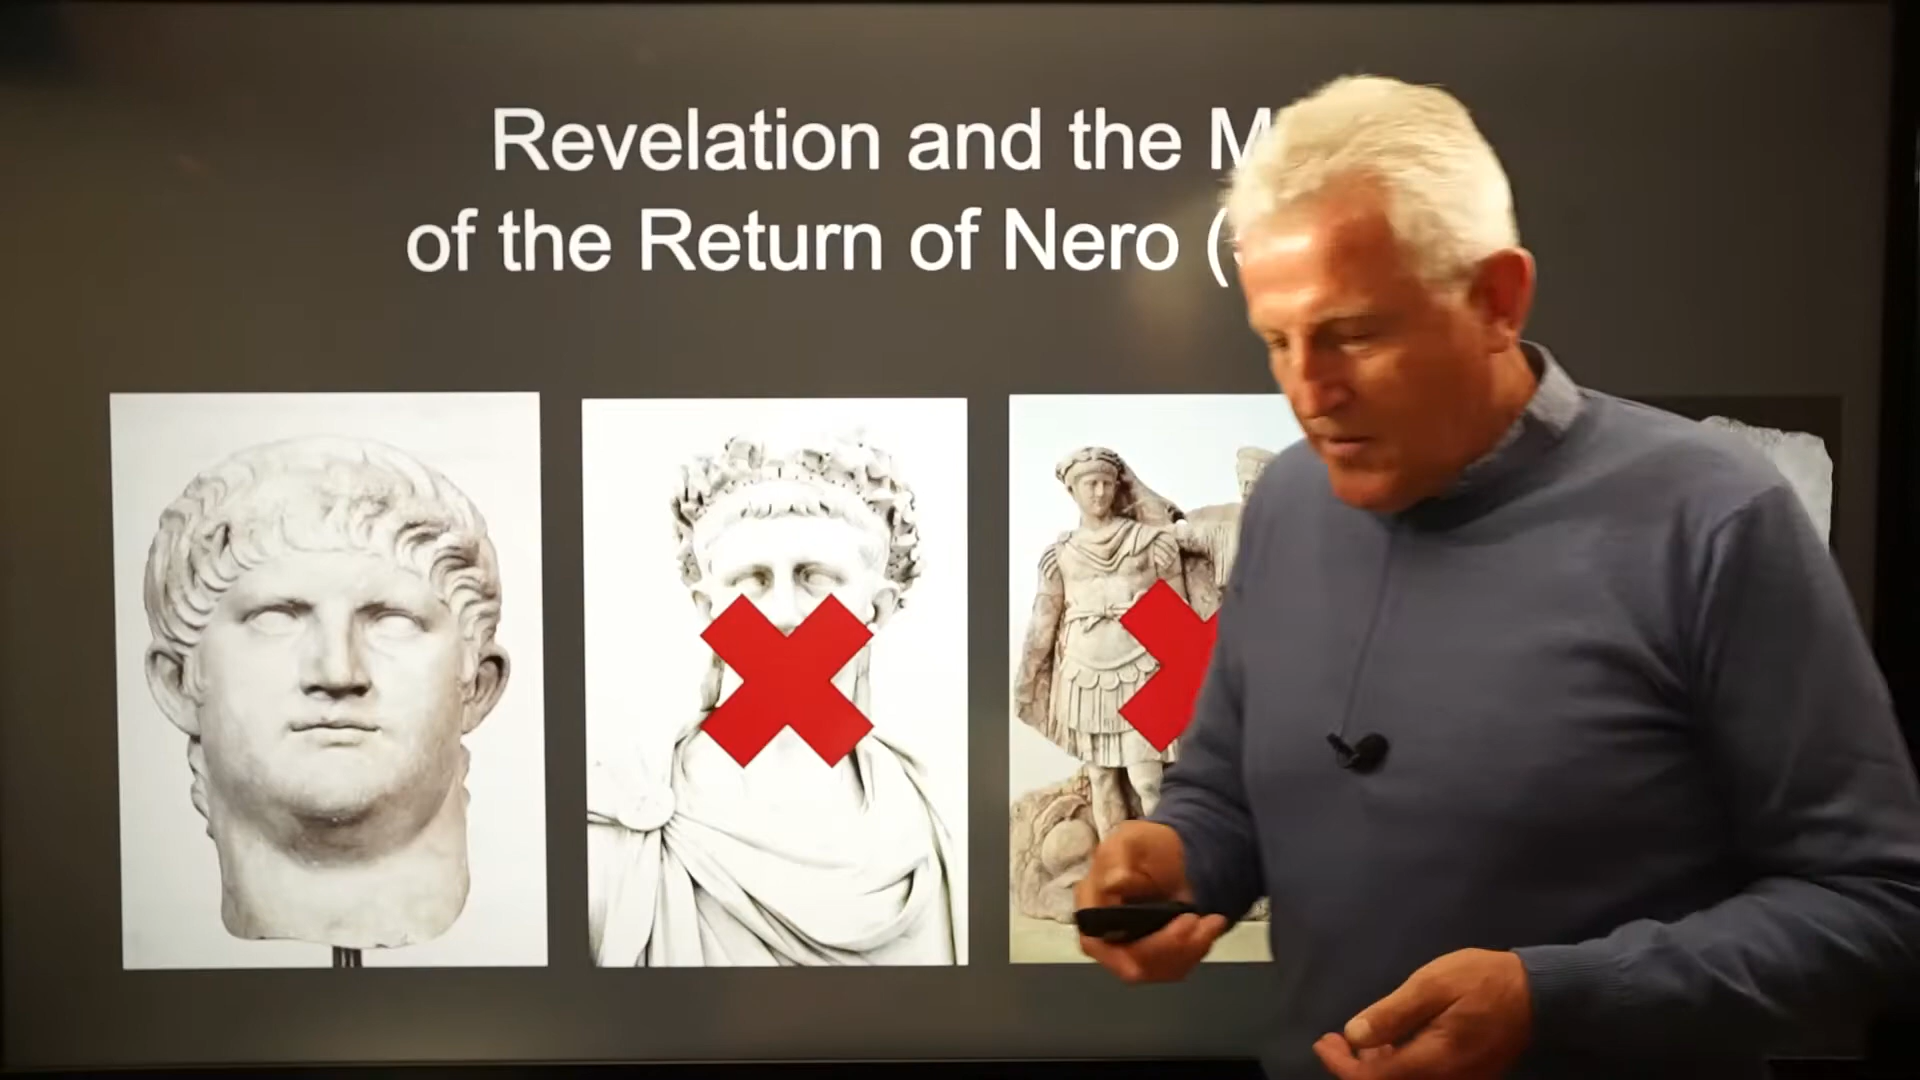 Revelation and the
of the Return of Nero (